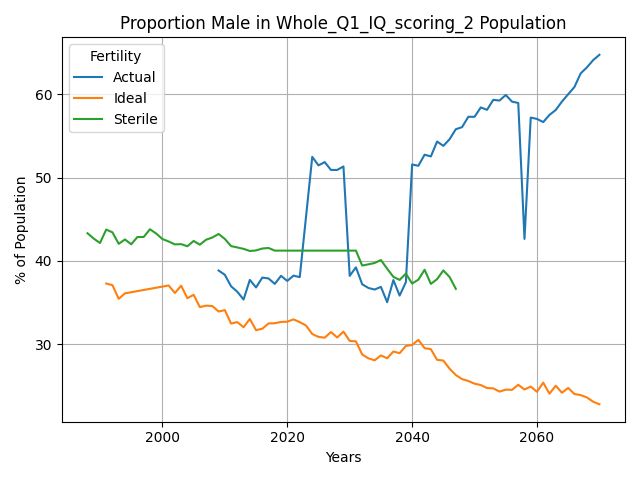 Proportion Male in Whole_Q1_IQ_scoring_2 Population
Fertility
Actual
Ideal
Sterile
% of Population
60
50
40
30
2000
2020
2040
2060
Years